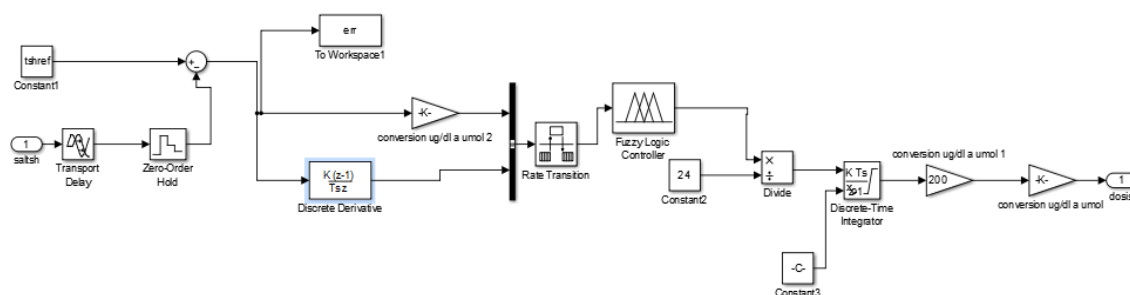 err
To Workspace1
tshref
Constant1
+
-
1
saltsh
Transport
Delay
Zero-Order
Hold
-K-
conversion ug/dl a umol 2
K (z-1)
Ts z
Discrete Derivative
Rate Transition
Fuzzy Logic
Controller
24
Constant2
×
÷
Divide
K Ts
z-1
Discrete-Time
Integrator
-C-
Constant3
conversion ug/dl a umol 1
200
-K-
conversion ug/dl a umol
1
dosis